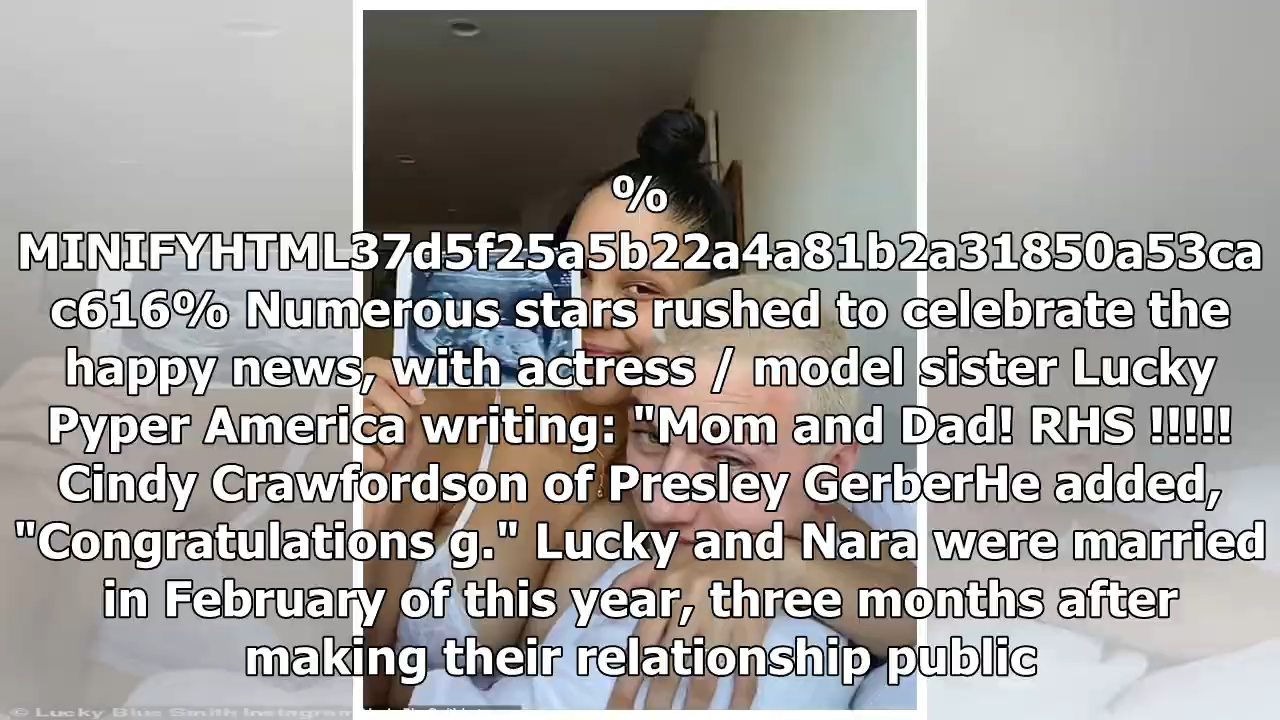 %
MINIFYHTML37d5f25a5b22a4a81b2a31850a53ca
c616% Numerous stars rushed to celebrate the
happy news, with actress / model sister Lucky
Pyper America writing: "Mom and Dad! RHS !!!!!
Cindy Crawfordson of Presley GerberHe added,
"Congratulations g." Lucky and Nara were married
in February of this year, three months after
making their relationship public
© Lucky Blue Smith Instagram